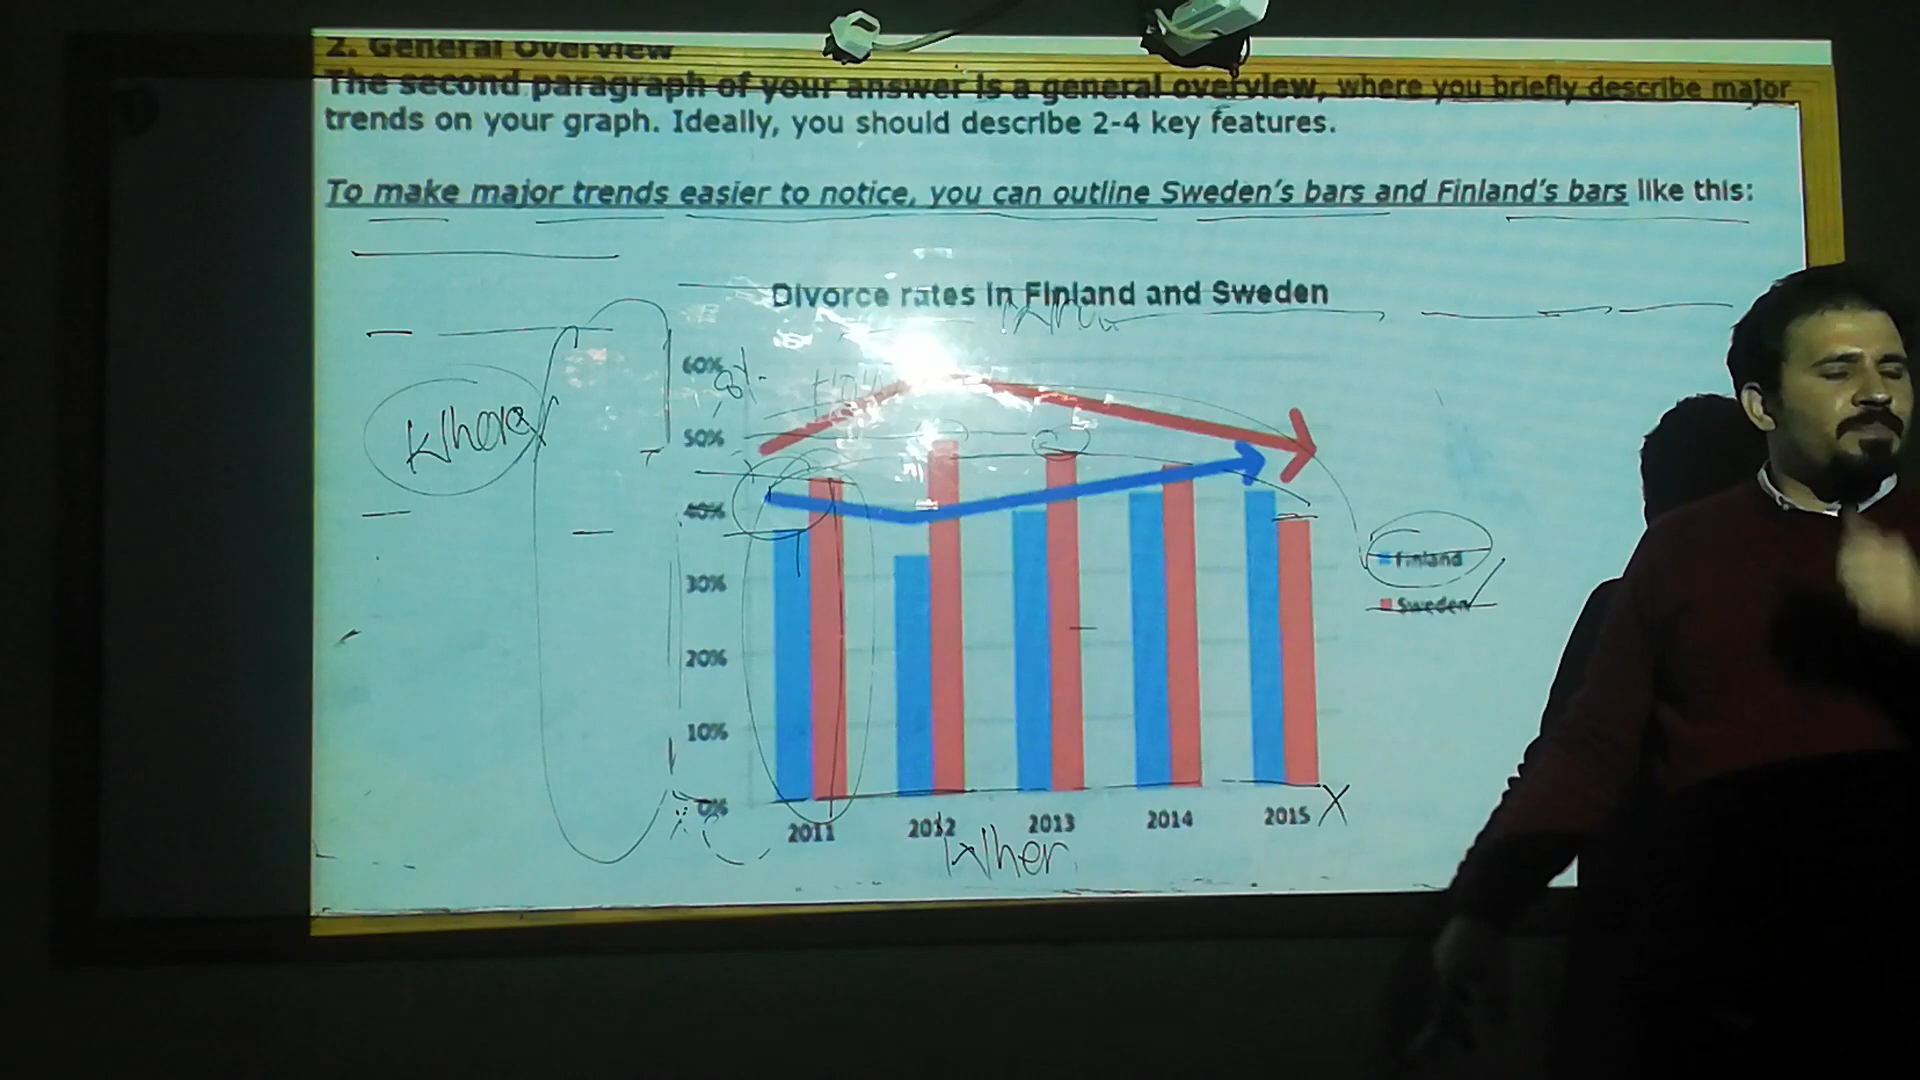 2. General Overview
The second paragraph of your answer is a general overview, where you briefly describe major
trends on your graph. Ideally, you should describe 2-4 key features.
To make major trends easier to notice, you can outline Sweden's bars and Finland's bars like this:
Divorce rates in Finland and Sweden
60%
50%
Where
40%
Finland
30%
Sweden
20%
10%
0%
2011 2012 2013 2014 2015 X
When